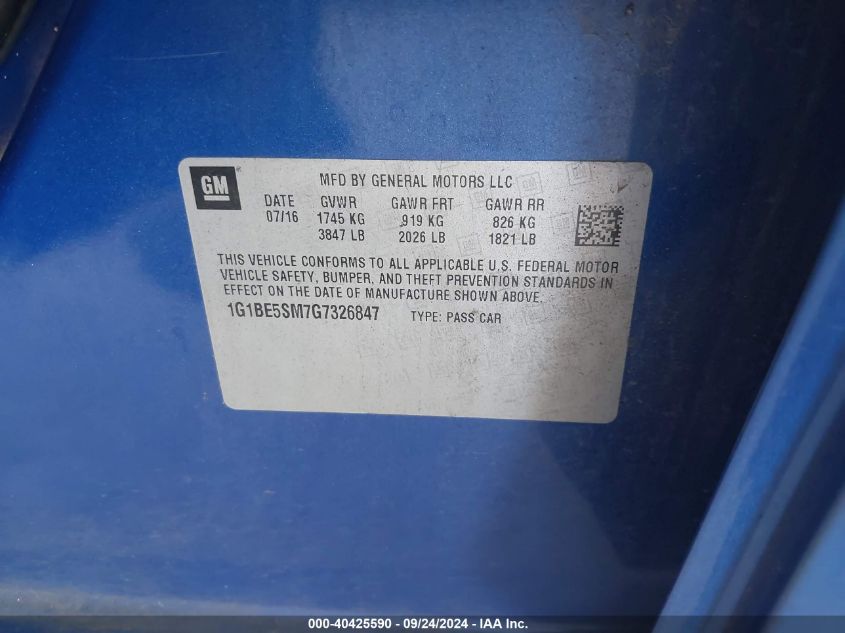 GM MFD BY GENERAL MOTORS LLC
DATE GVWR GAWR FRT GAWR RR
07/16 1745 KG 919 KG 826 KG
3847 LB 2026 LB 1821 LB
THIS VEHICLE CONFORMS TO ALL APPLICABLE U.S. FEDERAL MOTOR
VEHICLE SAFETY, BUMPER, AND THEFT PREVENTION STANDARDS IN
EFFECT ON THE DATE OF MANUFACTURE SHOWN ABOVE.
1G1BE5SM7G7326847 TYPE: PASS CAR
000-40425590 - 09/24/2024 - IAA Inc.